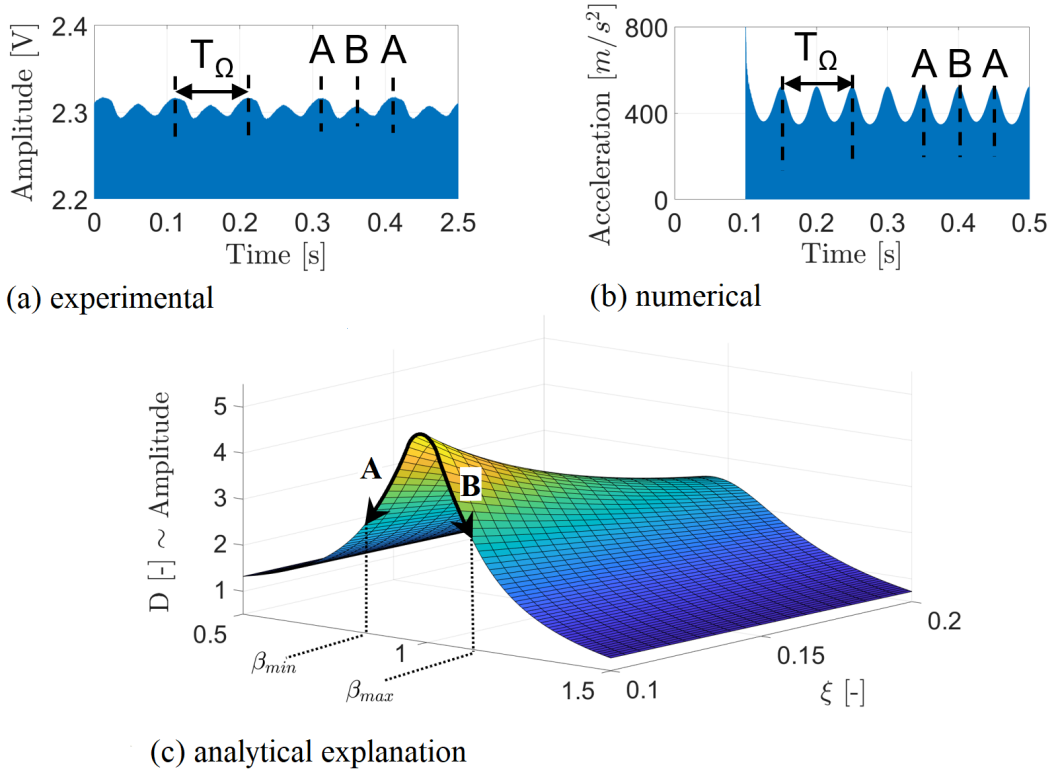 2.4
2.3
2.2
Amplitude [V]
T_Ω
A B A
0 0.1 0.2 0.3 0.4 2.5
Time [s]
(a) experimental
800
400
0
Acceleration [m/s²]
T_Ω
A B A
0 0.1 0.2 0.3 0.4 0.5
Time [s]
(b) numerical
D [-] ~ Amplitude
5
4
3
2
1
A
B
0.5
1
1.5
β_min
β_max
0.1
0.15
0.2
ξ [-]
(c) analytical explanation